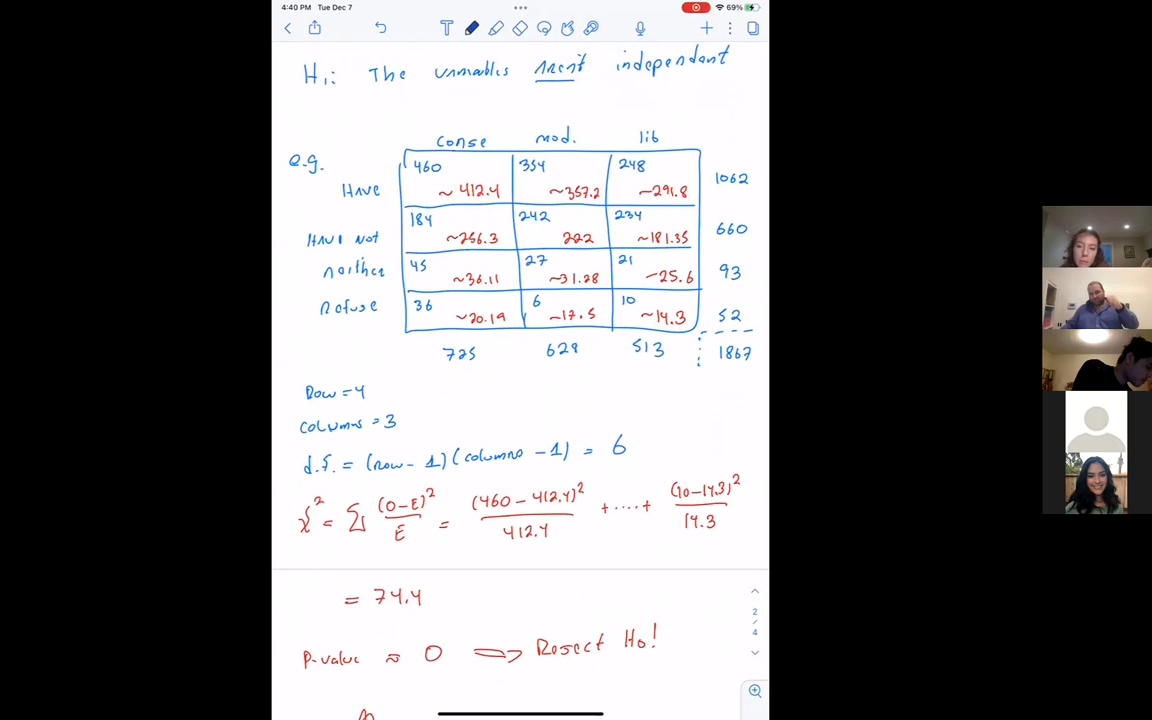 4:40 PM Tue Dec 7
69%
H₁: The variables Aren't independent
e.g.
conse mod. lib
460 354 248
Have ~412.4 ~357.2 ~291.8 1062
184 242 234
Have Not ~256.3 222 ~181.35 660
45 27 21
neither ~36.11 ~31.28 ~25.6 93
36 6 10
Refuse ~20.19 ~17.5 ~14.3 52
725 628 513 1867
Row = 4
columns = 3
d.f. = (row - 1)(columns - 1) = 6
χ² = Σ (O-E)²/E = (460 - 412.4)²/412.4 + .... + (10-14.3)²/14.3
= 74.4
P-value ≈ 0 ⟹ Reject Ho!
2
/
4